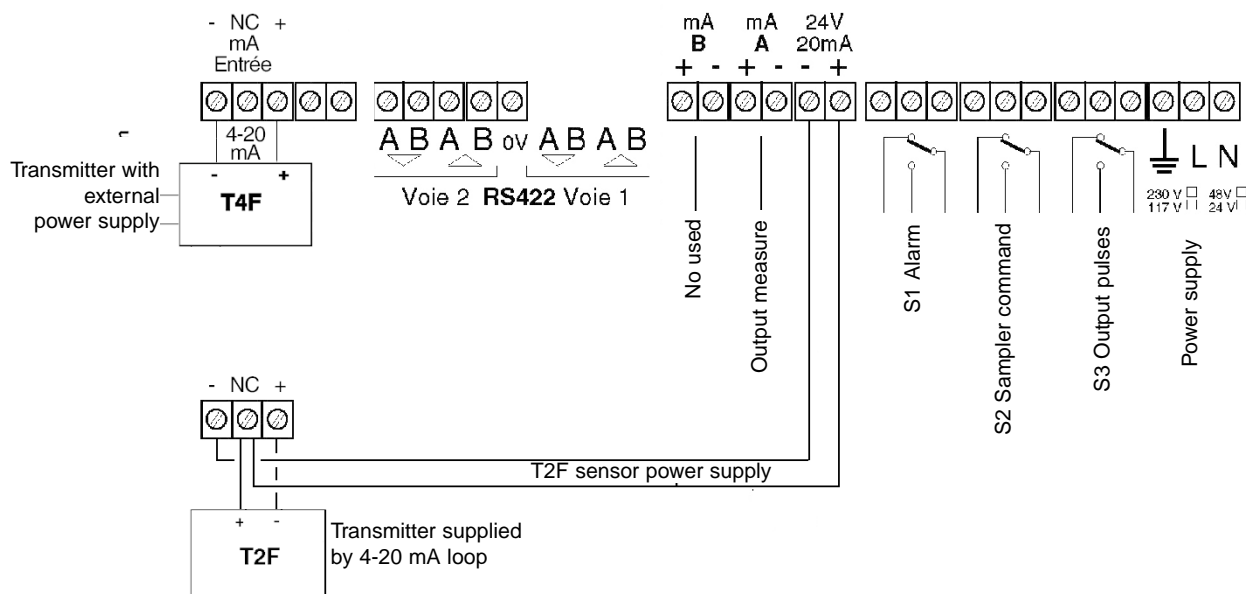 - NC +
mA
Entrée
mA mA 24V
B A 20mA
+ - + - - +
4-20
mA
- +
T4F
Transmitter with
external
power supply
A B A B 0V A B A B
Voie 2 RS422 Voie 1
No used
Output measure
S1 Alarm
S2 Sampler command
S3 Output pulses
L N
230 V 48V
117 V 24 V
Power supply
- NC +
T2F sensor power supply
+ -
T2F
Transmitter supplied
by 4-20 mA loop